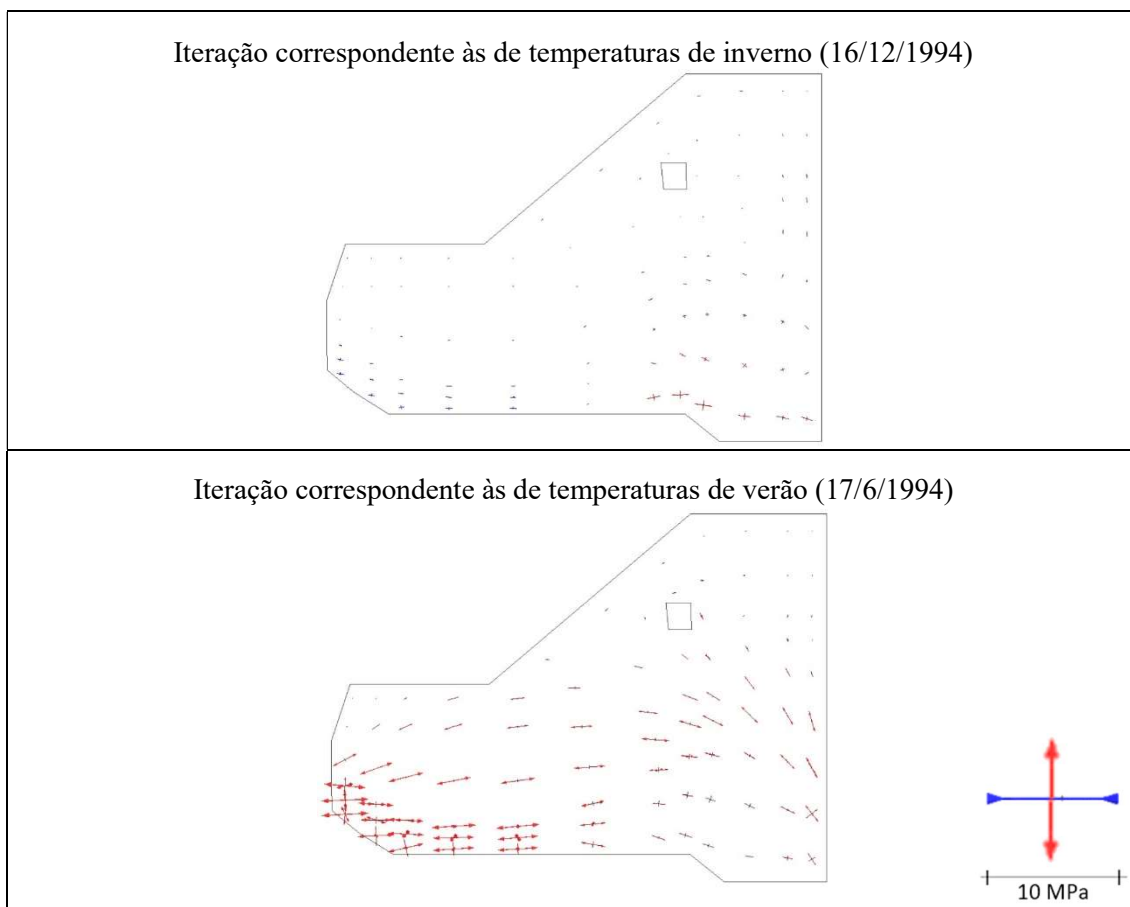 Iteração correspondente às de temperaturas de inverno (16/12/1994)
Iteração correspondente às de temperaturas de verão (17/6/1994)
10 MPa